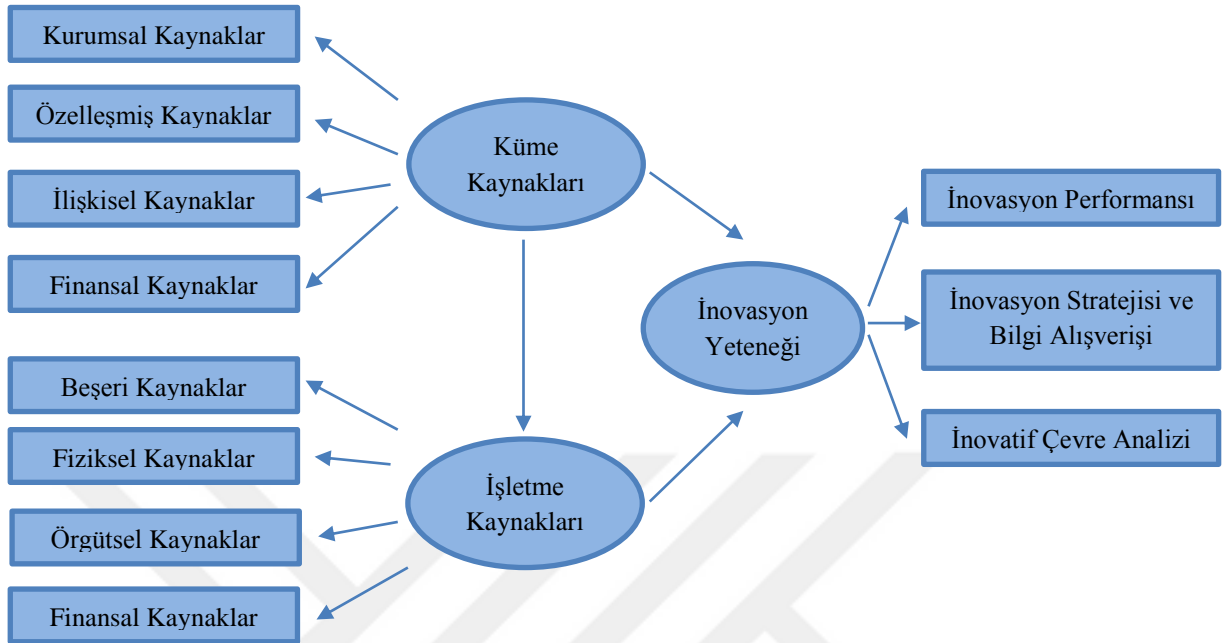 Kurumsal Kaynaklar
Özelleşmiş Kaynaklar
İlişkisel Kaynaklar
Finansal Kaynaklar
Beşeri Kaynaklar
Fiziksel Kaynaklar
Örgütsel Kaynaklar
Finansal Kaynaklar
Küme
Kaynakları
İşletme
Kaynakları
İnovasyon
Yeteneği
İnovasyon Performansı
İnovasyon Stratejisi ve
Bilgi Alışverişi
İnovatif Çevre Analizi